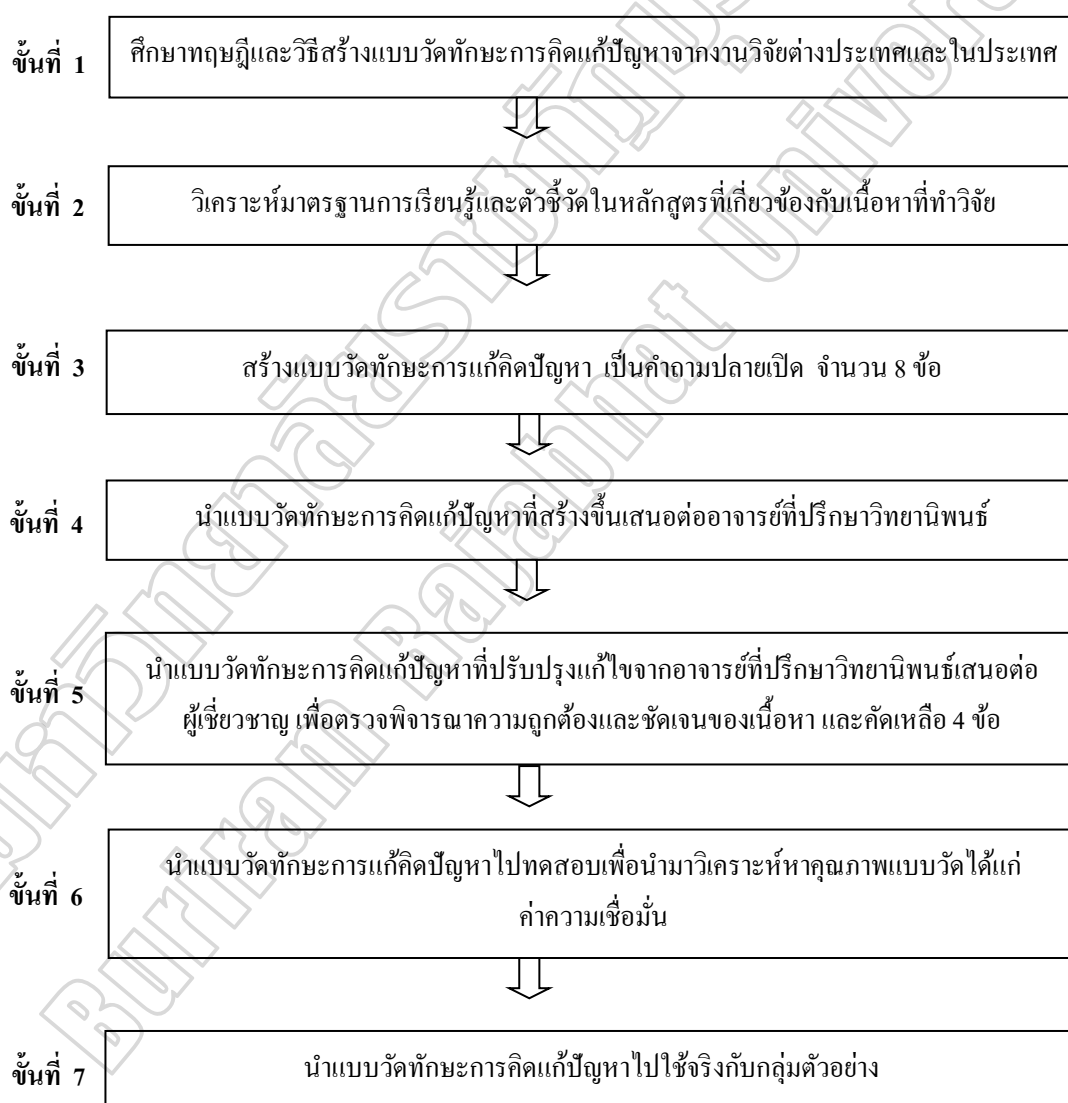 ขั้นที่ 1
ศึกษาทฤษฎีและวิธีสร้างแบบวัดทักษะการคิดแก้ปัญหาจากงานวิจัยต่างประเทศและในประเทศ
ขั้นที่ 2
วิเคราะห์มาตรฐานการเรียนรู้และตัวชี้วัดในหลักสูตรที่เกี่ยวข้องกับเนื้อหาที่ทำวิจัย
ขั้นที่ 3
สร้างแบบวัดทักษะการแก้คิดปัญหา เป็นคำถามปลายเปิด จำนวน 8 ข้อ
ขั้นที่ 4
นำแบบวัดทักษะการคิดแก้ปัญหาที่สร้างขึ้นเสนอต่ออาจารย์ที่ปรึกษาวิทยานิพนธ์
ขั้นที่ 5
นำแบบวัดทักษะการคิดแก้ปัญหาที่ปรับปรุงแก้ไขจากอาจารย์ที่ปรึกษาวิทยานิพนธ์เสนอต่อ
ผู้เชี่ยวชาญ เพื่อตรวจพิจารณาความถูกต้องและชัดเจนของเนื้อหา และคัดเหลือ 4 ข้อ
ขั้นที่ 6
นำแบบวัดทักษะการแก้คิดปัญหาไปทดสอบเพื่อนำมาวิเคราะห์หาคุณภาพแบบวัดได้แก่
ค่าความเชื่อมั่น
ขั้นที่ 7
นำแบบวัดทักษะการคิดแก้ปัญหาไปใช้จริงกับกลุ่มตัวอย่าง
Buriram Rajabhat